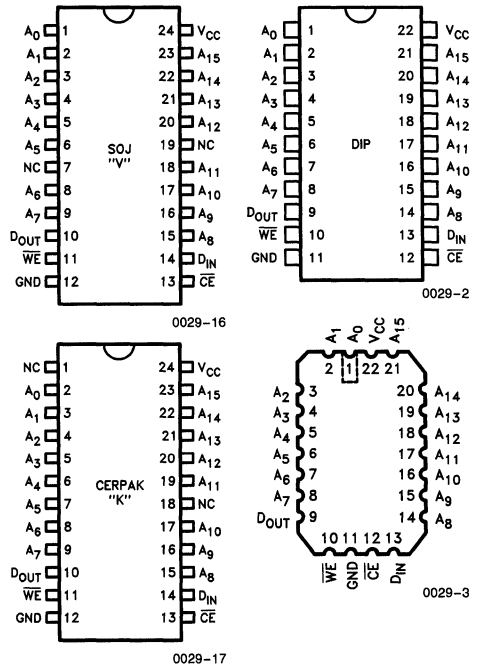 A0 1 24 VCC
A1 2 23 A15
A2 3 22 A14
A3 4 21 A13
A4 5 20 A12
A5 6 19 NC
SOJ
"V"
NC 7 18 A11
A6 8 17 A10
A7 9 16 A9
DOUT 10 15 A8
WE 11 14 DIN
GND 12 13 CE
0029-16
A0 1 22 VCC
A1 2 21 A15
A2 3 20 A14
A3 4 19 A13
A4 5 18 A12
A5 6 DIP 17 A11
A6 7 16 A10
A7 8 15 A9
DOUT 9 14 A8
WE 10 13 DIN
GND 11 12 CE
0029-2
NC 1 24 VCC
A0 2 23 A15
A1 3 22 A14
A2 4 21 A13
A3 5 20 A12
A4 6 19 A11
CERPAK
"K"
A5 7 18 NC
A6 8 17 A10
A7 9 16 A9
DOUT 10 15 A8
WE 11 14 DIN
GND 12 13 CE
0029-17
A1 A0 VCC A15
2 1 22 21
A2 3 20 A14
A3 4 19 A13
A4 5 18 A12
A5 6 17 A11
A6 7 16 A10
A7 8 15 A9
DOUT 9 14 A8
10 11 12 13
WE GND CE DIN
0029-3